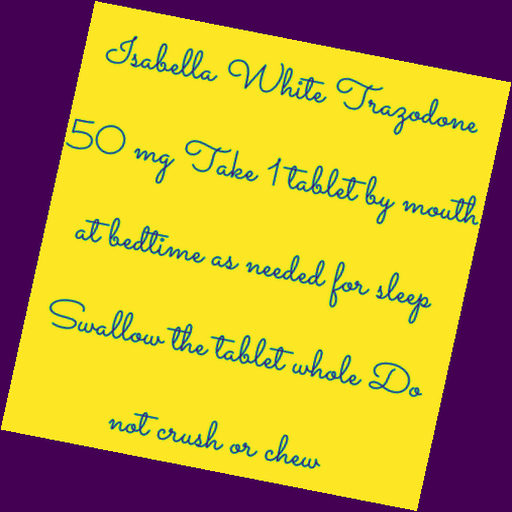 Isabella White Trazodone
50 mg Take 1 tablet by mouth
at bedtime as needed for sleep
Swallow the tablet whole Do
not crush or chew